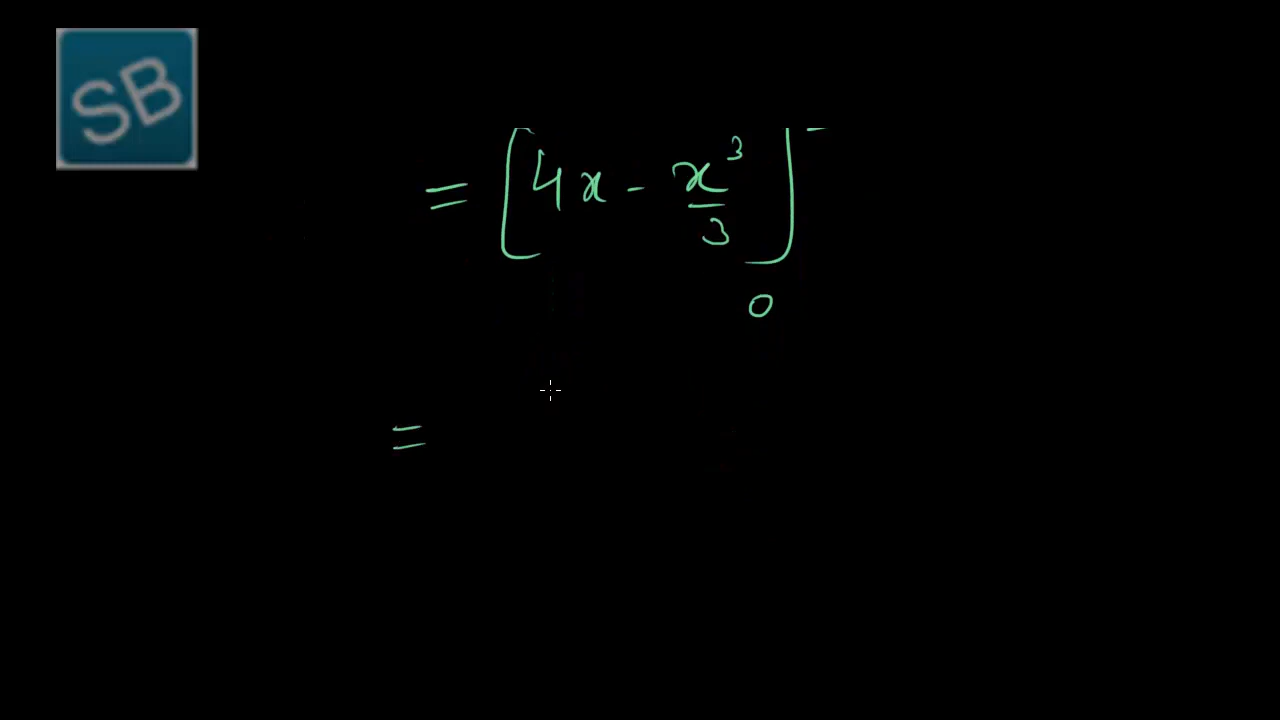 SB
= [4x - x³/3]
0
=